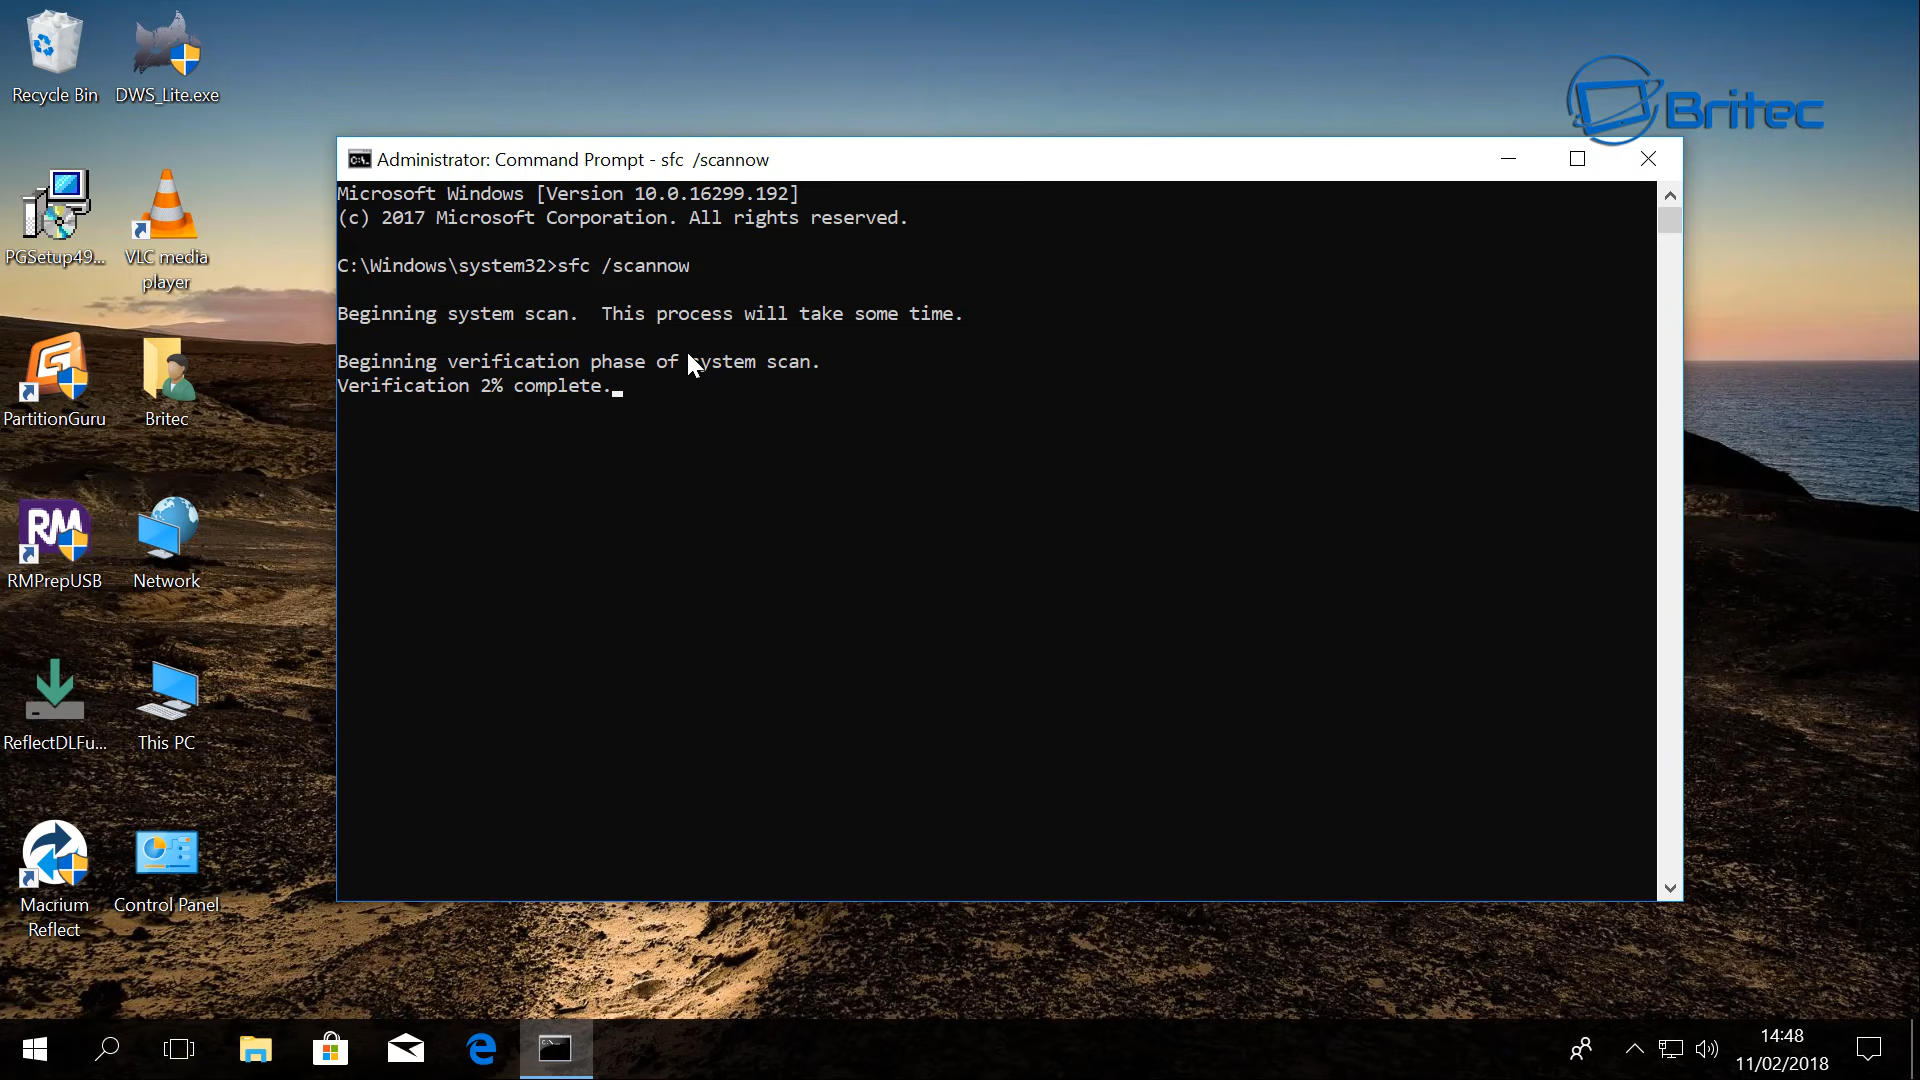 Recycle Bin
DWS_Lite.exe
Britec
PGSetup49...
VLC media
player
PartitionGuru
Britec
RM
RMPrepUSB
Network
ReflectDLFu...
This PC
Macrium
Reflect
Control Panel
Administrator: Command Prompt - sfc  /scannow
Microsoft Windows [Version 10.0.16299.192]
(c) 2017 Microsoft Corporation. All rights reserved.
C:\Windows\system32>sfc /scannow
Beginning system scan.  This process will take some time.
Beginning verification phase of system scan.
Verification 2% complete.
14:48
11/02/2018